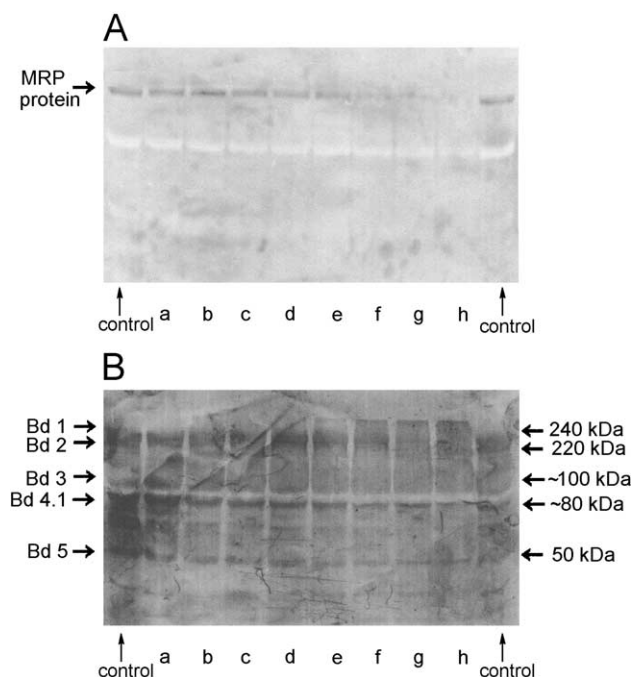 A
MRP
protein
control a b c d e f g h control
B
Bd 1
Bd 2
Bd 3
Bd 4.1
Bd 5
240 kDa
220 kDa
~100 kDa
~80 kDa
50 kDa
control a b c d e f g h control